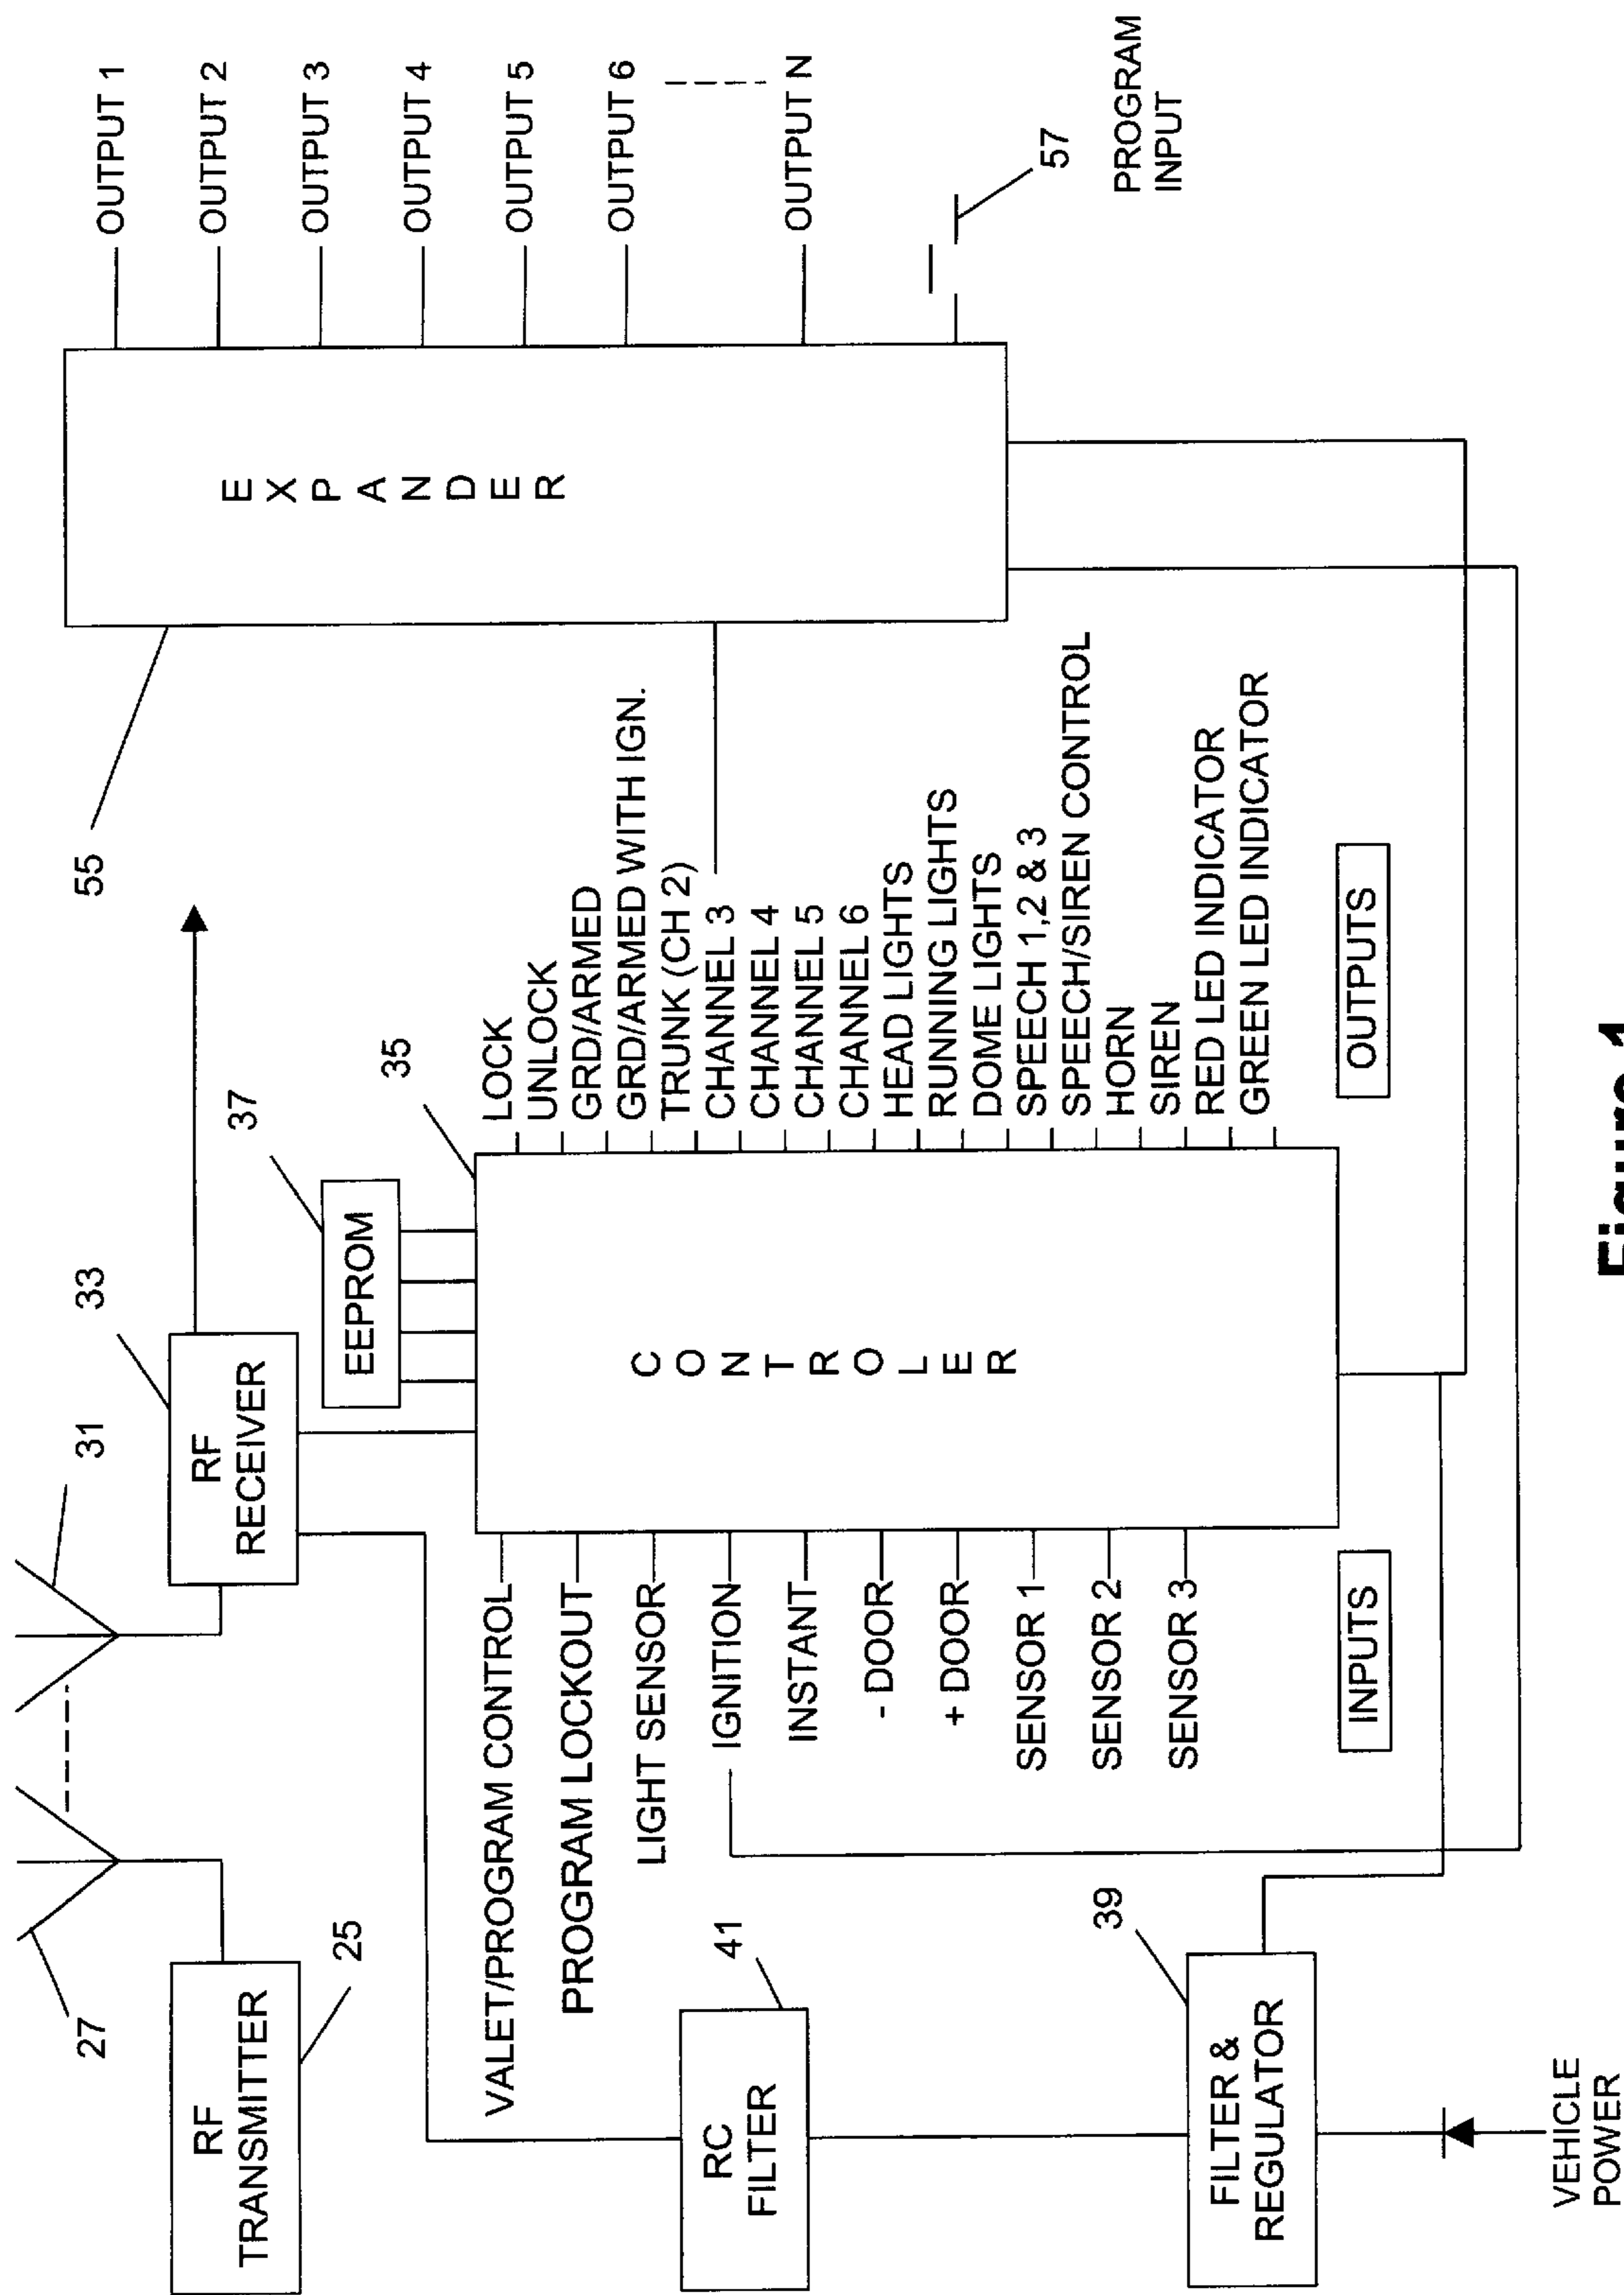 27
31
RF
TRANSMITTER
25
RF
RECEIVER
33
EEPROM
37
CONTROLER
35
VALET/PROGRAM CONTROL
PROGRAM LOCKOUT
LIGHT SENSOR
IGNITION
INSTANT
- DOOR
+ DOOR
SENSOR 1
SENSOR 2
SENSOR 3
INPUTS
LOCK
UNLOCK
GRD/ARMED
GRD/ARMED WITH IGN.
TRUNK (CH 2)
CHANNEL 3
CHANNEL 4
CHANNEL 5
CHANNEL 6
HEAD LIGHTS
RUNNING LIGHTS
DOME LIGHTS
SPEECH 1,2 & 3
SPEECH/SIREN CONTROL
HORN
SIREN
RED LED INDICATOR
GREEN LED INDICATOR
OUTPUTS
55
EXPANDER
OUTPUT 1
OUTPUT 2
OUTPUT 3
OUTPUT 4
OUTPUT 5
OUTPUT 6
OUTPUT N
57
PROGRAM
INPUT
RC
FILTER
41
FILTER &
REGULATOR
39
VEHICLE
POWER
Figure 1